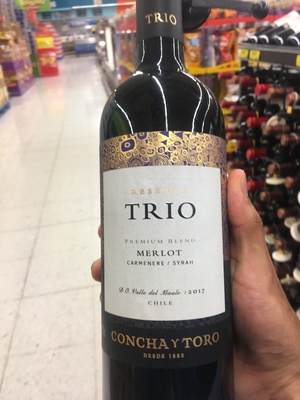 TRIO
RESERVA
TRIO
PREMIUM BLEND
MERLOT
CARMENERE / SYRAH
D.O. Valle del Maule / 2017
CHILE
CONCHA Y TORO
DESDE 1883